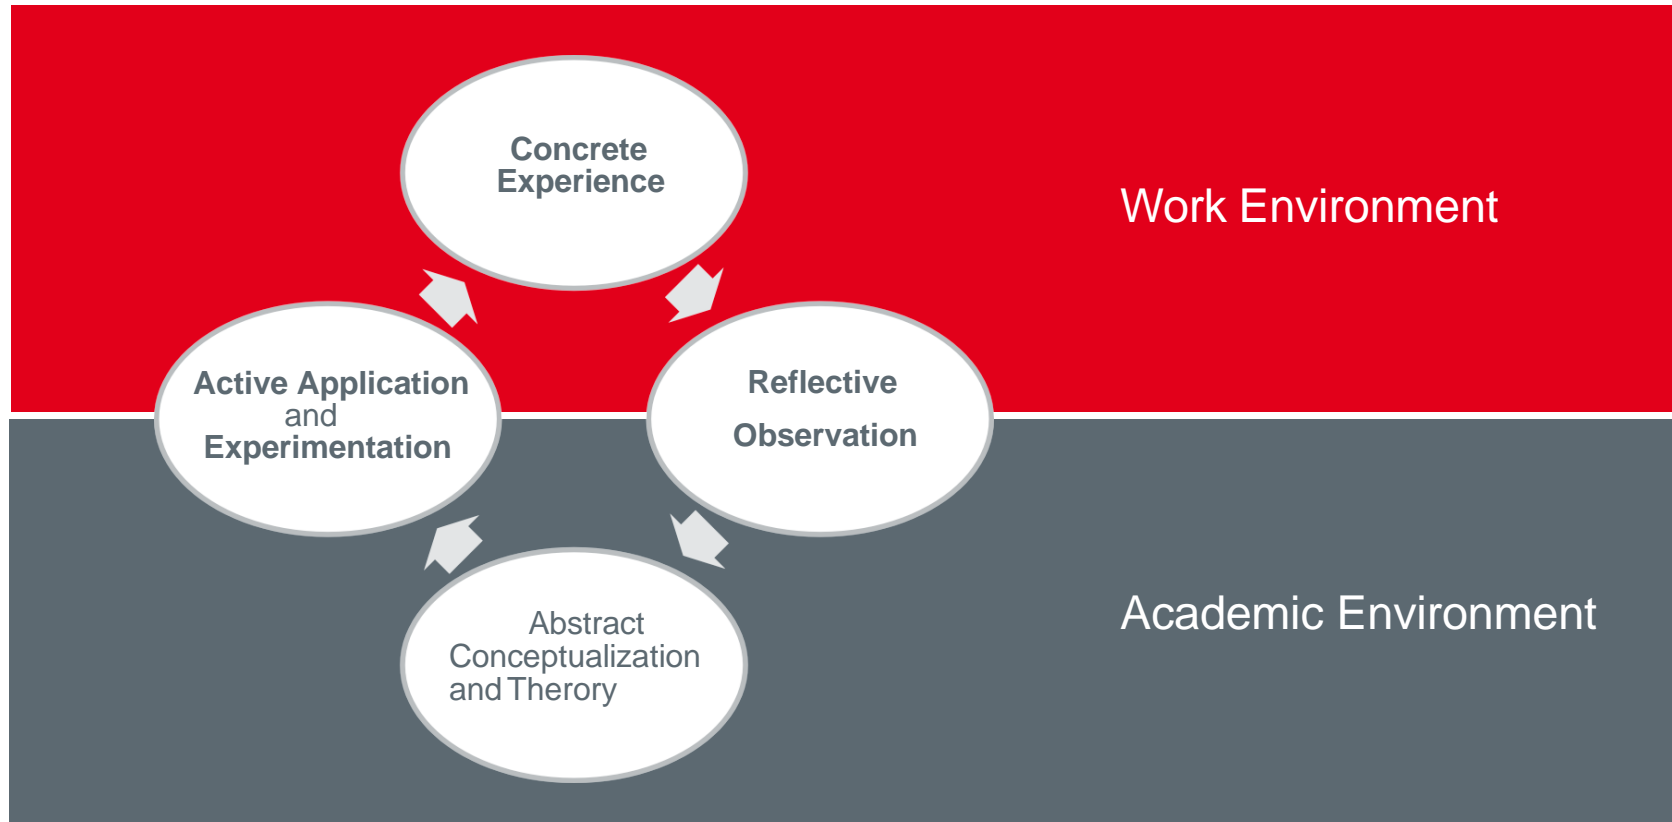 Concrete
Experience
Work Environment
Active Application
and
Experimentation
Reflective
Observation
Abstract
Conceptualization
and Therory
Academic Environment